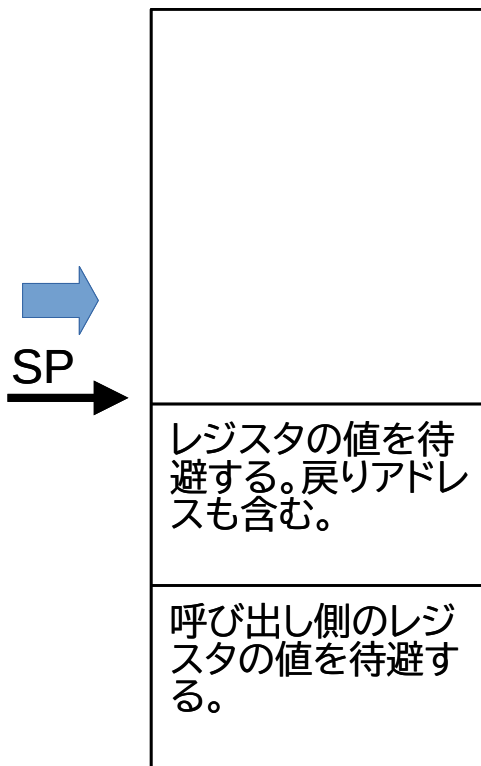 SP
レジスタの値を待
避する。戻りアドレ
スも含む。
呼び出し側のレジ
スタの値を待避す
る。